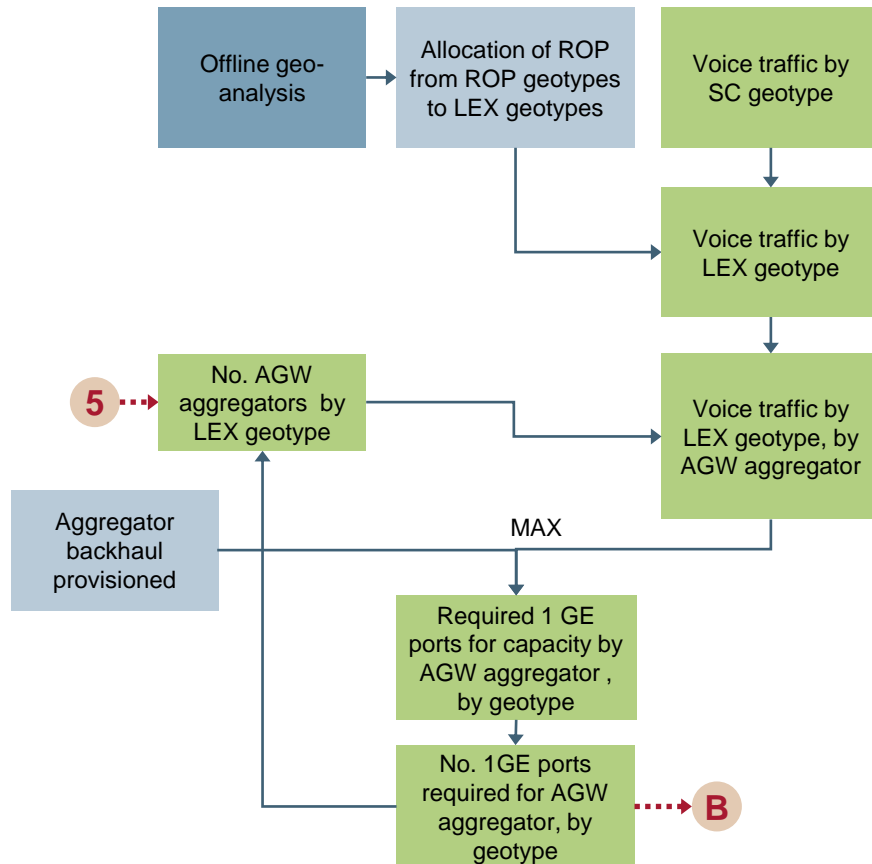 Offline geo-
analysis
Allocation of ROP
from ROP geotypes
to LEX geotypes
Voice traffic by
SC geotype
Voice traffic by
LEX geotype
5
No. AGW
aggregators by
LEX geotype
Voice traffic by
LEX geotype, by
AGW aggregator
Aggregator
backhaul
provisioned
MAX
Required 1 GE
ports for capacity by
AGW aggregator ,
by geotype
No. 1GE ports
required for AGW
aggregator, by
geotype
B